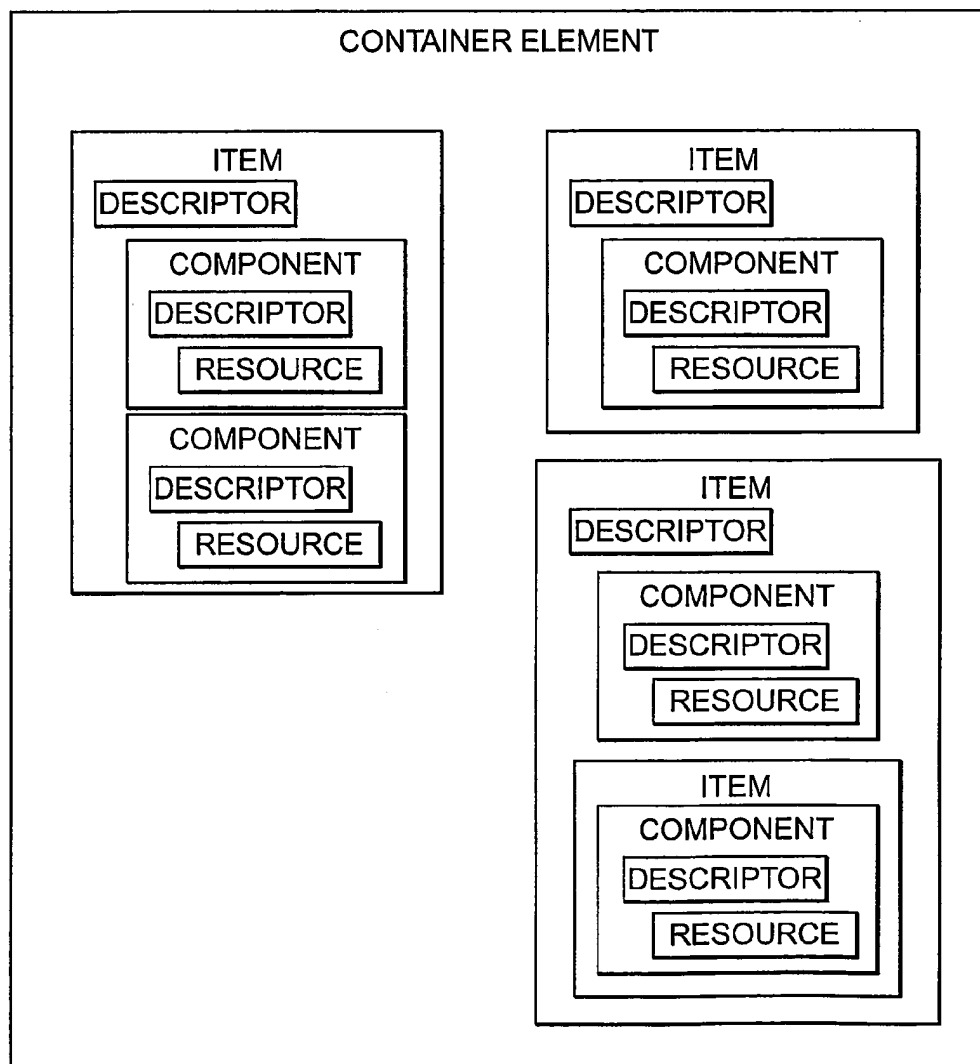 CONTAINER ELEMENT
ITEM
DESCRIPTOR
COMPONENT
DESCRIPTOR
RESOURCE
COMPONENT
DESCRIPTOR
RESOURCE
ITEM
DESCRIPTOR
COMPONENT
DESCRIPTOR
RESOURCE
ITEM
DESCRIPTOR
COMPONENT
DESCRIPTOR
RESOURCE
ITEM
COMPONENT
DESCRIPTOR
RESOURCE